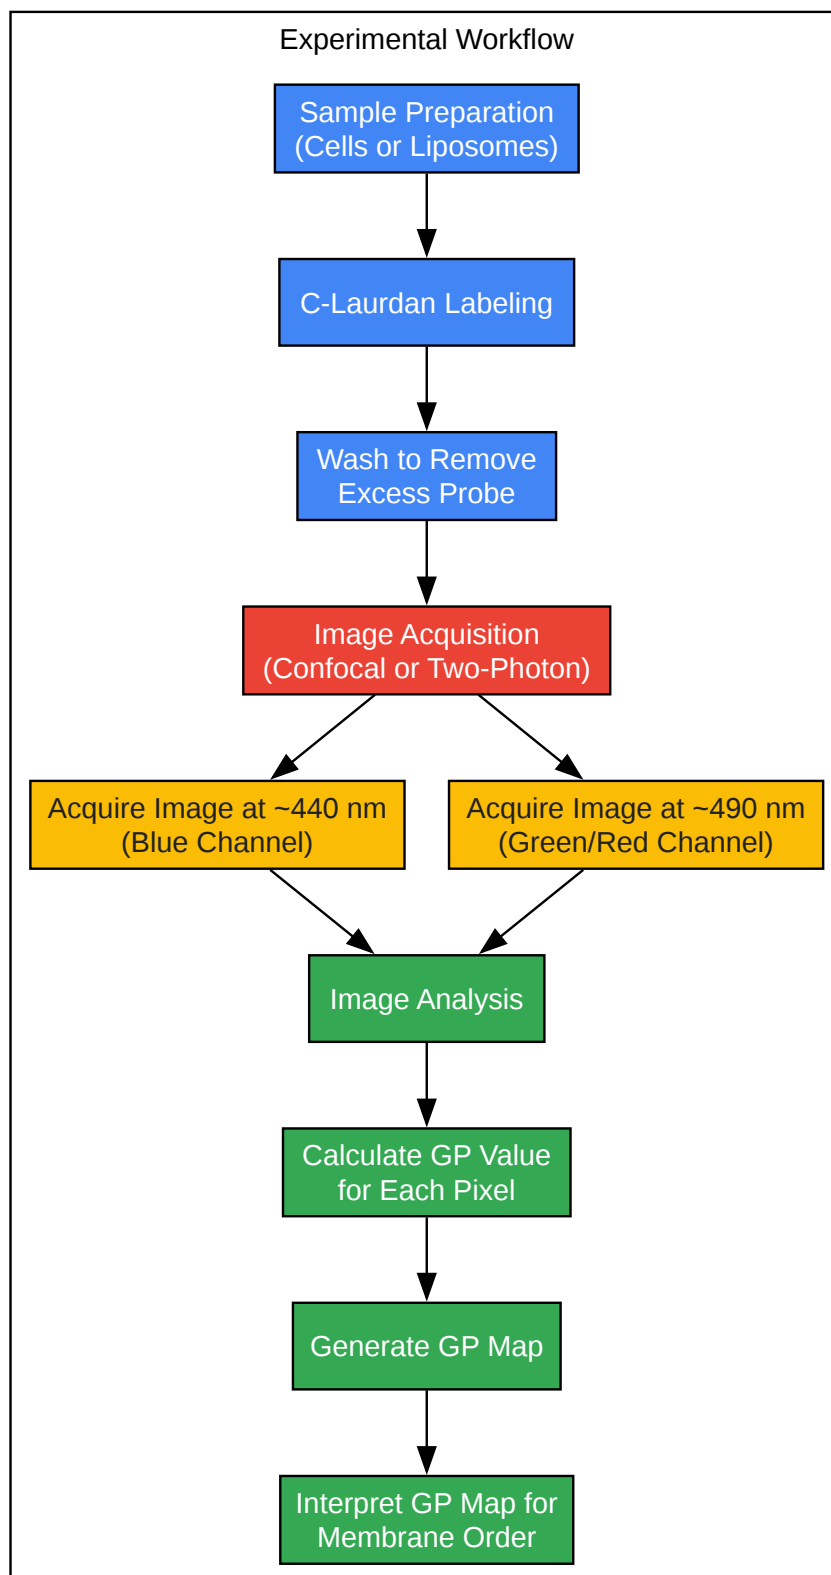 Experimental Workflow
Sample Preparation
(Cells or Liposomes)
C-Laurdan Labeling
Wash to Remove
Excess Probe
Image Acquisition
(Confocal or Two-Photon)
Acquire Image at ~440 nm
(Blue Channel)
Acquire Image at ~490 nm
(Green/Red Channel)
Image Analysis
Calculate GP Value
for Each Pixel
Generate GP Map
Interpret GP Map for
Membrane Order